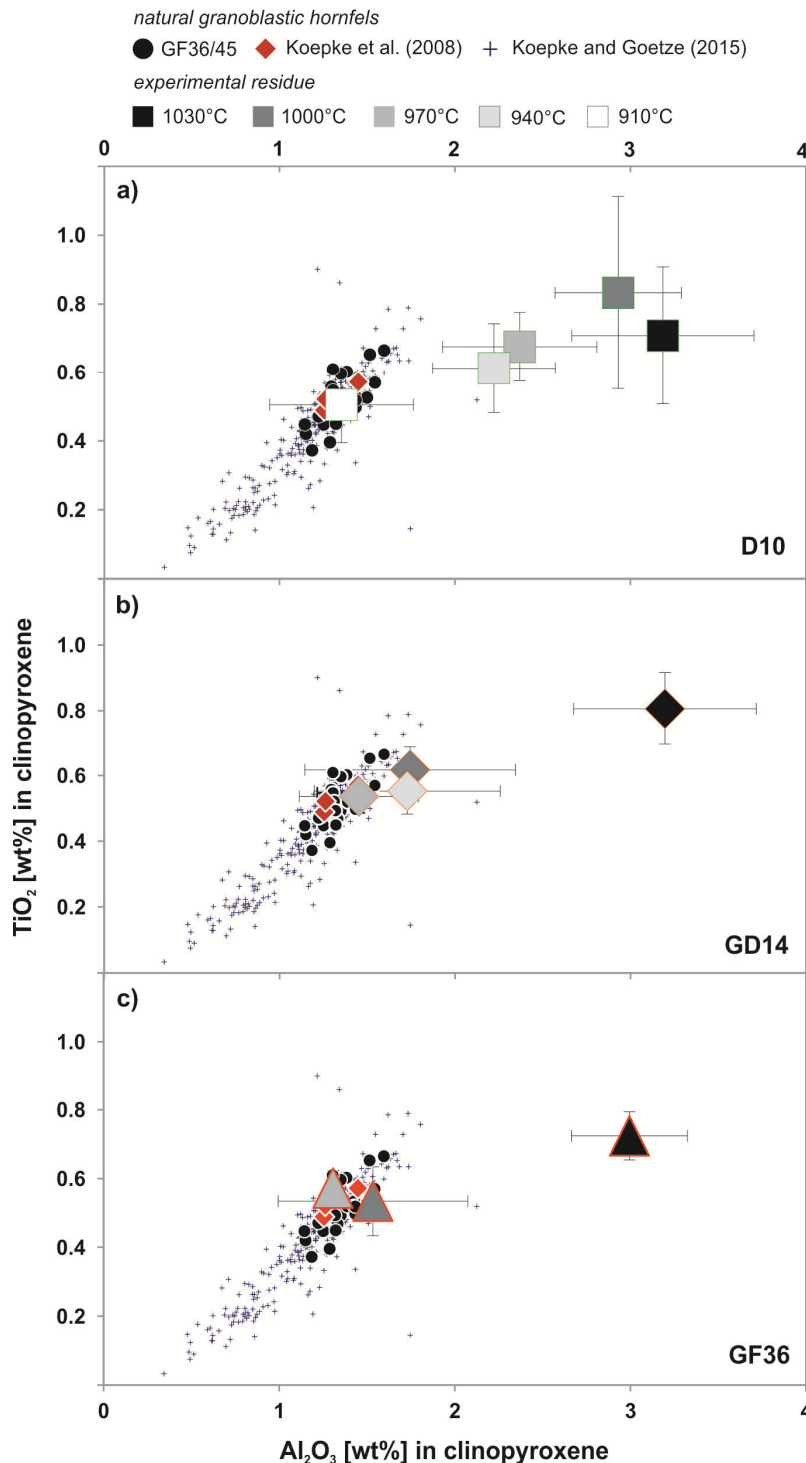 natural granoblastic hornfels
GF36/45 Koepke et al. (2008) Koepke and Goetze (2015)
experimental residue
1030°C 1000°C 970°C 940°C 910°C
0 1 2 3 4
a)
1.0
0.8
0.6
0.4
0.2
D10
b)
1.0
0.8
0.6
0.4
0.2
GD14
c)
1.0
0.8
0.6
0.4
0.2
GF36
0 1 2 3 4
TiO₂ [wt%] in clinopyroxene
Al₂O₃ [wt%] in clinopyroxene